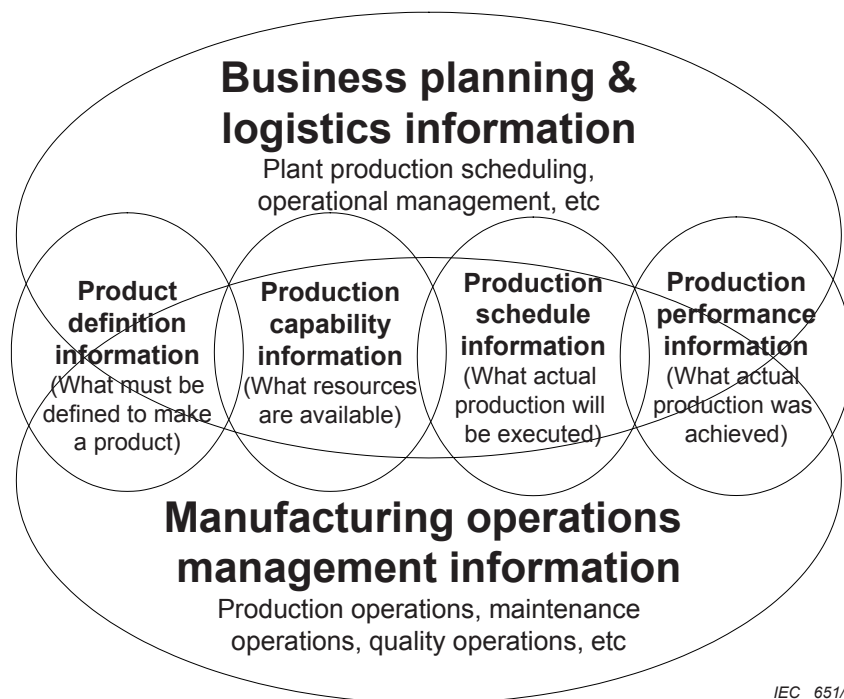 Business planning &
logistics information
Plant production scheduling,
operational management, etc
Product
definition
information
(What must be
defined to make
a product)
Production
capability
information
(What resources
are available)
Production
schedule
information
(What actual
production will
be executed)
Production
performance
information
(What actual
production was
achieved)
Manufacturing operations
management information
Production operations, maintenance
operations, quality operations, etc
IEC 651/